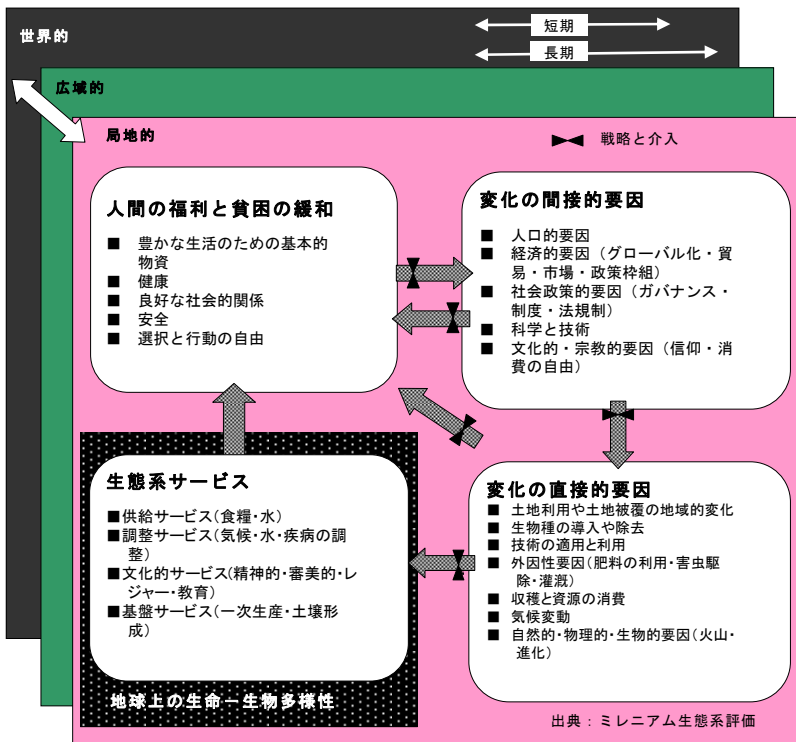 世界的
短期
長期
広域的
局地的
戦略と介入
人間の福利と貧困の緩和
■ 豊かな生活のための基本的
物資
■ 健康
■ 良好な社会的関係
■ 安全
■ 選択と行動の自由
変化の間接的要因
■ 人口的要因
■ 経済的要因(グローバル化・貿
易・市場・政策枠組)
■ 社会政策的要因(ガバナンス・
制度・法規制)
■ 科学と技術
■ 文化的・宗教的要因(信仰・消
費の自由)
生態系サービス
■供給サービス(食糧・水)
■調整サービス(気候・水・疾病の調
整)
■文化的サービス(精神的・審美的・レ
ジャー・教育)
■基盤サービス(一次生産・土壌形
成)
地球上の生命-生物多様性
変化の直接的要因
■ 土地利用や土地被覆の地域的変化
■ 生物種の導入や除去
■ 技術の適用と利用
■ 外因性要因(肥料の利用・害虫駆
除・灌漑)
■ 収穫と資源の消費
■ 気候変動
■ 自然的・物理的・生物的要因(火山・
進化)
出典:ミレニアム生態系評価